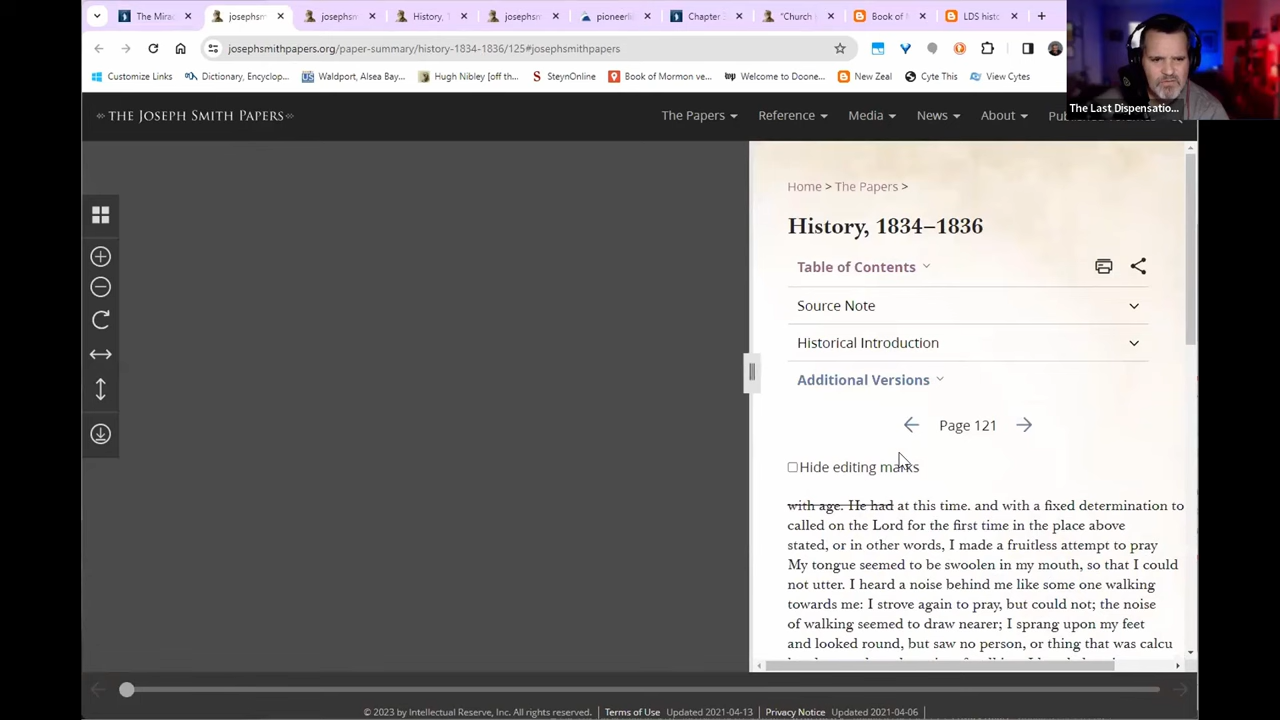 The Mirac
josephsm
josephsm
History, 1
josephsm
pioneerli
Chapter
"Church
Book of M
LDS histo
josephsmithpapers.org/paper-summary/history-1834-1836/125#josephsmithpapers
Customize Links
Dictionary, Encyclop...
Waldport, Alsea Bay...
Hugh Nibley [off th...
SteynOnline
Book of Mormon ve...
Welcome to Doone...
New Zeal
Cyte This
View Cytes
The Last Dispensatio...
THE JOSEPH SMITH PAPERS
The Papers
Reference
Media
News
About
Home > The Papers >
History, 1834–1836
Table of Contents
Source Note
Historical Introduction
Additional Versions
Page 121
Hide editing marks
with age. He had at this time. and with a fixed determination to
called on the Lord for the first time in the place above
stated, or in other words, I made a fruitless attempt to pray
My tongue seemed to be swoolen in my mouth, so that I could
not utter. I heard a noise behind me like some one walking
towards me: I strove again to pray, but could not; the noise
of walking seemed to draw nearer; I sprang upon my feet
and looked round, but saw no person, or thing that was calcu
© 2023 by Intellectual Reserve, Inc. All rights reserved. Terms of Use Updated 2021-04-13 Privacy Notice Updated 2021-04-06